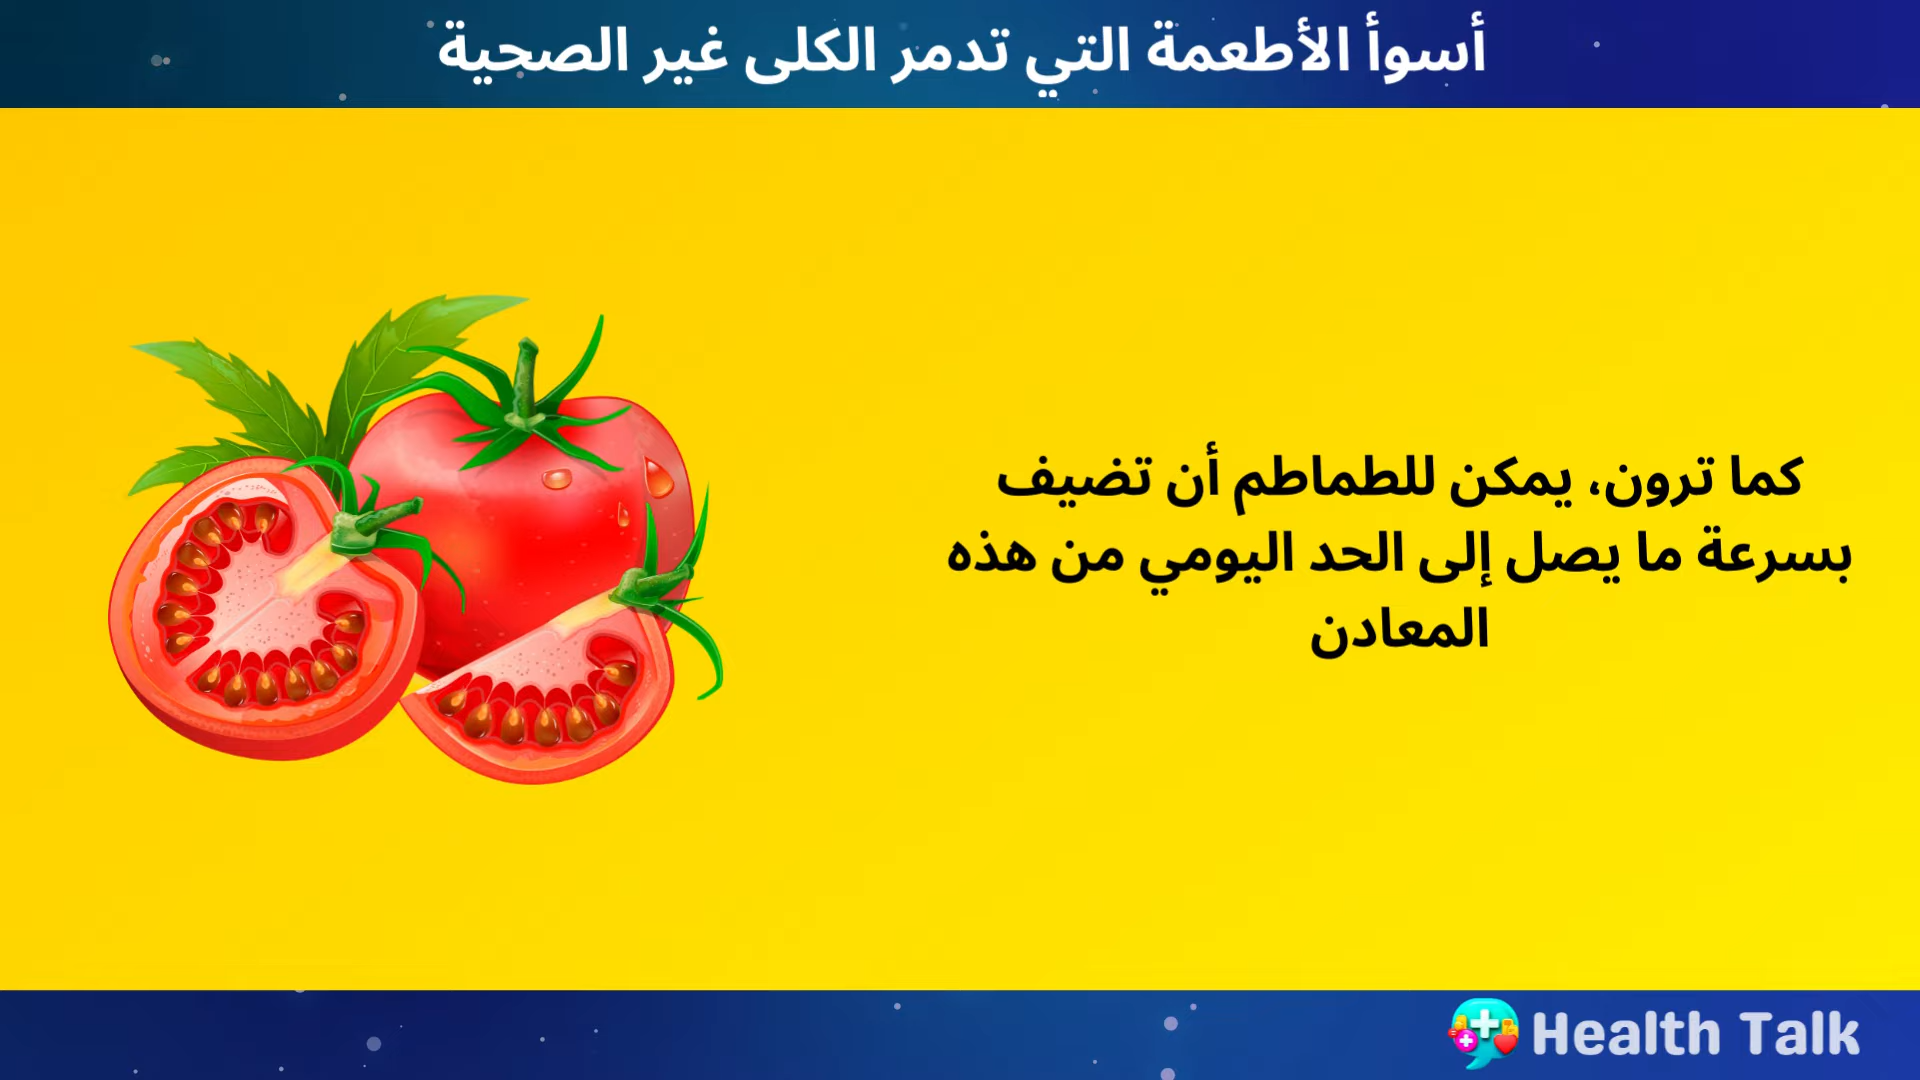 أسوأ الأطعمة التي تدمر الكلى غير الصحية
كما ترون، يمكن للطماطم أن تضيف
بسرعة ما يصل إلى الحد اليومي من هذه
المعادن
Health Talk